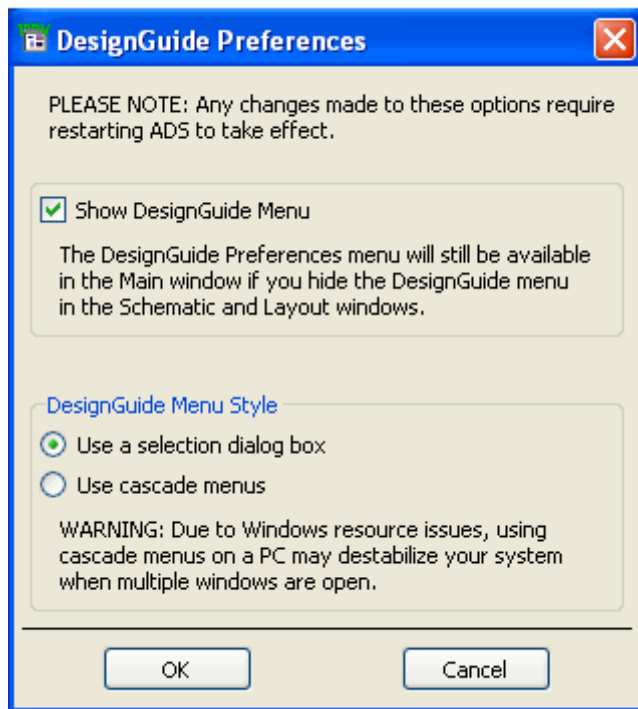 DesignGuide Preferences
PLEASE NOTE: Any changes made to these options require
restarting ADS to take effect.
Show DesignGuide Menu
The DesignGuide Preferences menu will still be available
in the Main window if you hide the DesignGuide menu
in the Schematic and Layout windows.
DesignGuide Menu Style
Use a selection dialog box
Use cascade menus
WARNING: Due to Windows resource issues, using
cascade menus on a PC may destabilize your system
when multiple windows are open.
OK
Cancel